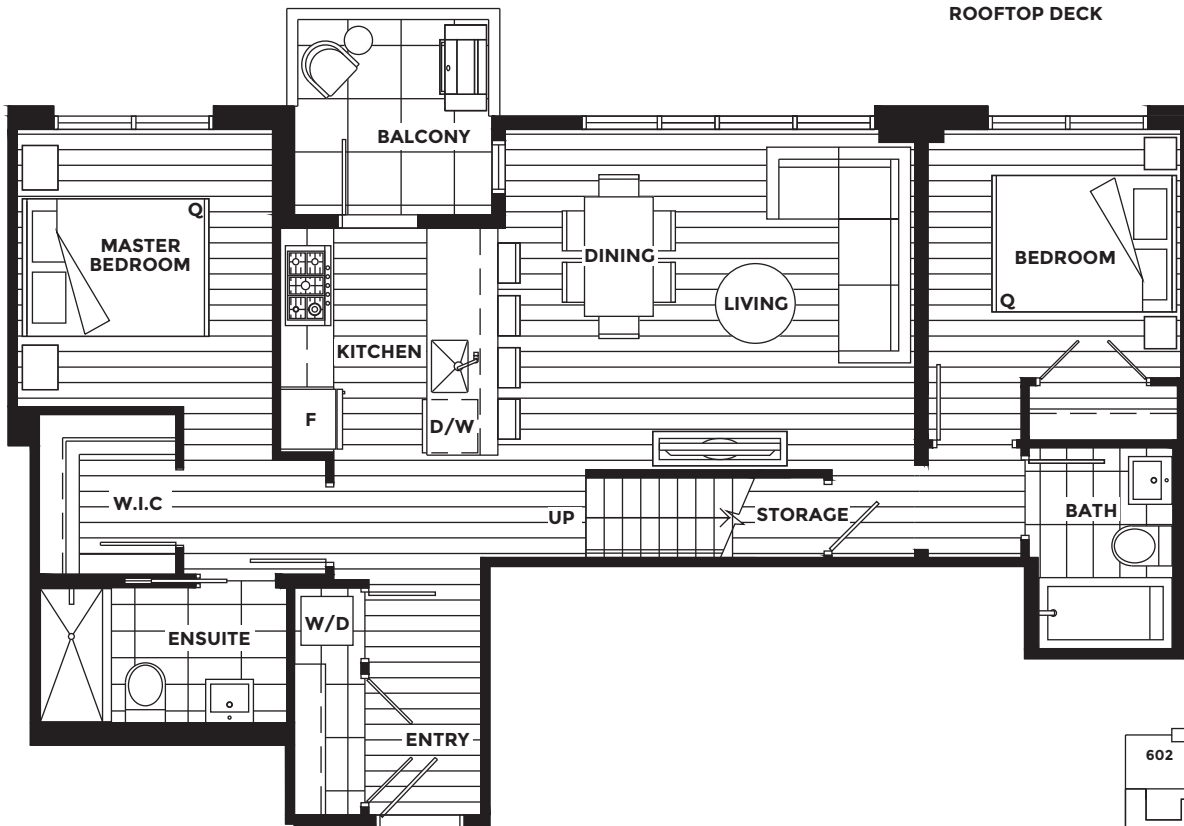 ROOFTOP DECK
BALCONY
Q
MASTER
BEDROOM
DINING
BEDROOM
LIVING
Q
KITCHEN
F
D/W
W.I.C
UP
STORAGE
BATH
W/D
ENSUITE
ENTRY
602